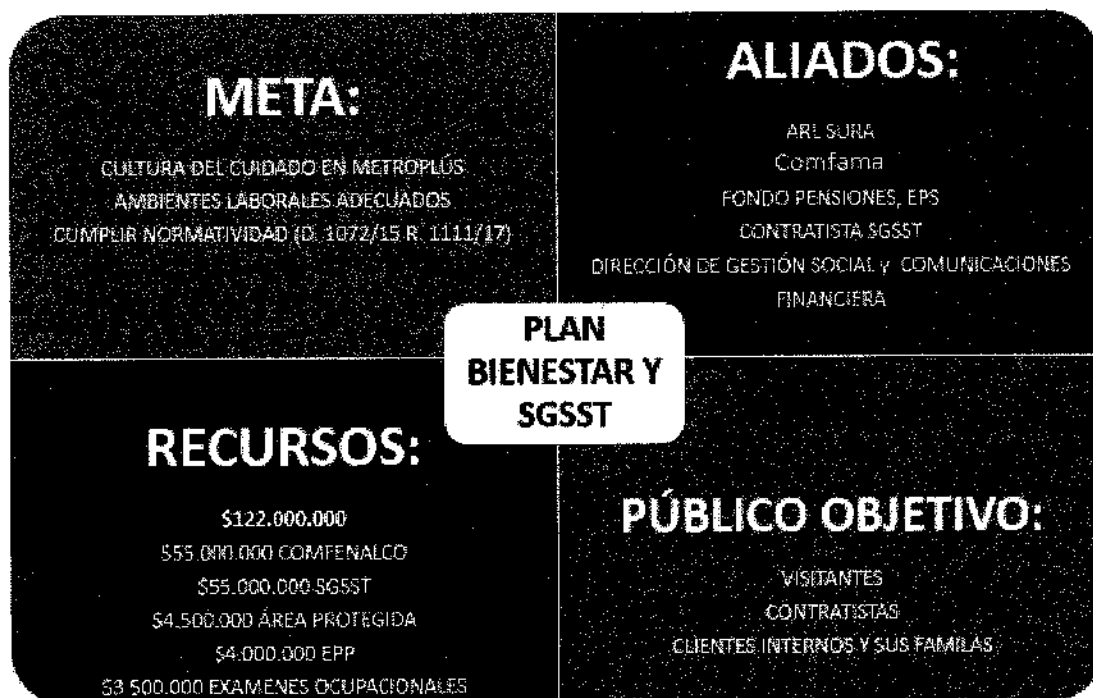 META:
CULTURA DEL CUIDADO EN METROPLÚS
AMBIENTES LABORALES ADECUADOS
CUMPLIR NORMATIVIDAD (D. 1072/15 R. 1111/17)
ALIADOS:
ARL SURA
Comfama
FONDO PENSIONES, EPS
CONTRATISTA SGSST
DIRECCIÓN DE GESTIÓN SOCIAL y COMUNICACIONES
FINANCIERA
PLAN
BIENESTAR Y
SGSST
RECURSOS:
$122.000.000
$55.000.000 COMFENALCO
$55.000.000 SGSST
$4.500.000 ÁREA PROTEGIDA
$4.000.000 EPP
$3.500.000 EXAMENES OCUPACIONALES
PÚBLICO OBJETIVO:
VISITANTES
CONTRATISTAS
CLIENTES INTERNOS Y SUS FAMILAS